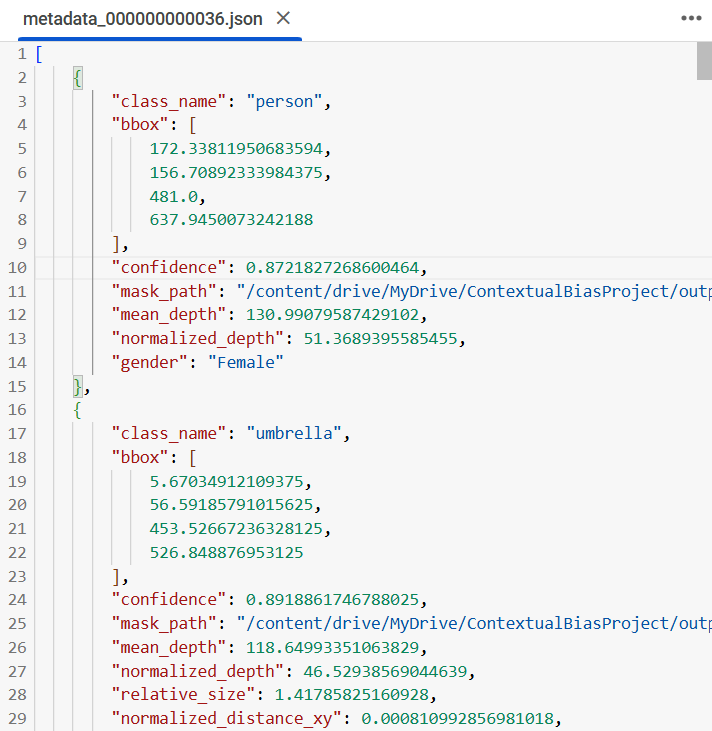 metadata_000000000036.json
1 [
2 {
3 "class_name": "person",
4 "bbox": [
5 172.33811950683594,
6 156.70892333984375,
7 481.0,
8 637.9450073242188
9 ],
10 "confidence": 0.8721827268600464,
11 "mask_path": "/content/drive/MyDrive/ContextualBiasProject/outp
12 "mean_depth": 130.99079587429102,
13 "normalized_depth": 51.3689395585455,
14 "gender": "Female"
15 },
16 {
17 "class_name": "umbrella",
18 "bbox": [
19 5.67034912109375,
20 56.59185791015625,
21 453.52667236328125,
22 526.848876953125
23 ],
24 "confidence": 0.8918861746788025,
25 "mask_path": "/content/drive/MyDrive/ContextualBiasProject/outp
26 "mean_depth": 118.64993351063829,
27 "normalized_depth": 46.52938569044639,
28 "relative_size": 1.41785825160928,
29 "normalized_distance_xy": 0.000810992856981018,